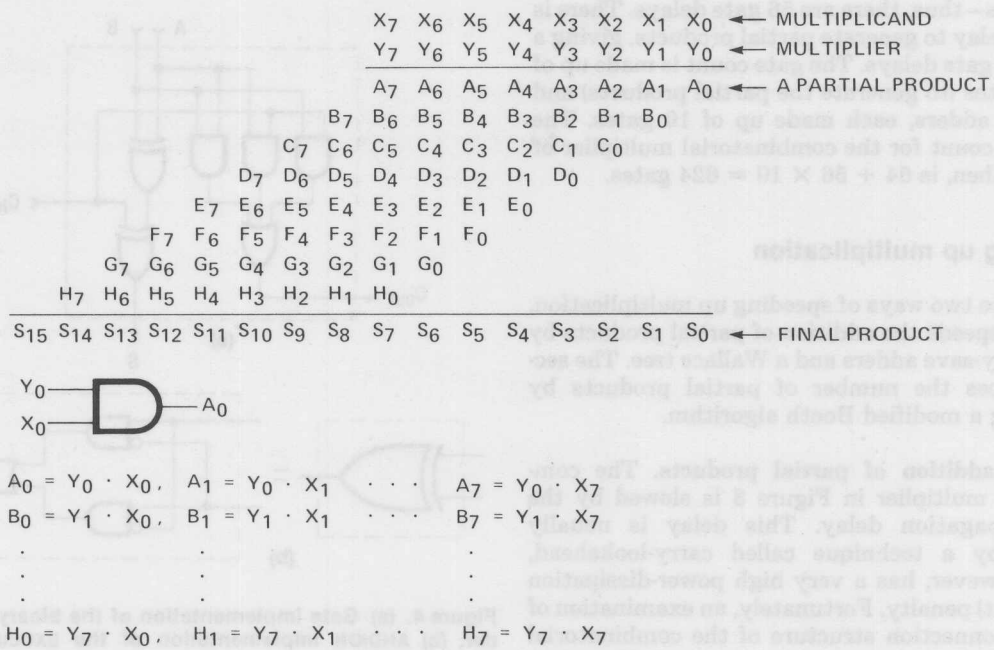 X₇ X₆ X₅ X₄ X₃ X₂ X₁ X₀ ← MULTIPLICAND
Y₇ Y₆ Y₅ Y₄ Y₃ Y₂ Y₁ Y₀ ← MULTIPLIER
A₇ A₆ A₅ A₄ A₃ A₂ A₁ A₀ ← A PARTIAL PRODUCT
B₇ B₆ B₅ B₄ B₃ B₂ B₁ B₀
C₇ C₆ C₅ C₄ C₃ C₂ C₁ C₀
D₇ D₆ D₅ D₄ D₃ D₂ D₁ D₀
E₇ E₆ E₅ E₄ E₃ E₂ E₁ E₀
F₇ F₆ F₅ F₄ F₃ F₂ F₁ F₀
G₇ G₆ G₅ G₄ G₃ G₂ G₁ G₀
H₇ H₆ H₅ H₄ H₃ H₂ H₁ H₀
S₁₅ S₁₄ S₁₃ S₁₂ S₁₁ S₁₀ S₉ S₈ S₇ S₆ S₅ S₄ S₃ S₂ S₁ S₀ ← FINAL PRODUCT
Y₀
A₀
X₀
A₀ = Y₀ · X₀, A₁ = Y₀ · X₁ · · · A₇ = Y₀ · X₇
B₀ = Y₁ · X₀ B₁ = Y₁ · X₁ · · · B₇ = Y₁ · X₇
· · ·
· · ·
· · ·
H₀ = Y₇ · X₀ H₁ = Y₇ · X₁ · · · H₇ = Y₇ · X₇